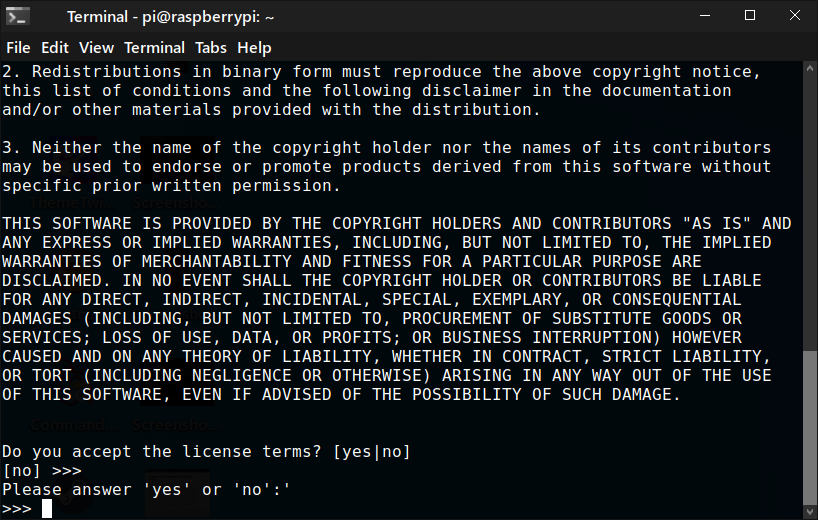 Terminal - pi@raspberrypi: ~
File Edit View Terminal Tabs Help
2. Redistributions in binary form must reproduce the above copyright notice,
this list of conditions and the following disclaimer in the documentation
and/or other materials provided with the distribution.
3. Neither the name of the copyright holder nor the names of its contributors
may be used to endorse or promote products derived from this software without
specific prior written permission.
THIS SOFTWARE IS PROVIDED BY THE COPYRIGHT HOLDERS AND CONTRIBUTORS "AS IS" AND
ANY EXPRESS OR IMPLIED WARRANTIES, INCLUDING, BUT NOT LIMITED TO, THE IMPLIED
WARRANTIES OF MERCHANTABILITY AND FITNESS FOR A PARTICULAR PURPOSE ARE
DISCLAIMED. IN NO EVENT SHALL THE COPYRIGHT HOLDER OR CONTRIBUTORS BE LIABLE
FOR ANY DIRECT, INDIRECT, INCIDENTAL, SPECIAL, EXEMPLARY, OR CONSEQUENTIAL
DAMAGES (INCLUDING, BUT NOT LIMITED TO, PROCUREMENT OF SUBSTITUTE GOODS OR
SERVICES; LOSS OF USE, DATA, OR PROFITS; OR BUSINESS INTERRUPTION) HOWEVER
CAUSED AND ON ANY THEORY OF LIABILITY, WHETHER IN CONTRACT, STRICT LIABILITY,
OR TORT (INCLUDING NEGLIGENCE OR OTHERWISE) ARISING IN ANY WAY OUT OF THE USE
OF THIS SOFTWARE, EVEN IF ADVISED OF THE POSSIBILITY OF SUCH DAMAGE.
Command... Screensho...
Do you accept the license terms? [yes|no]
[no] >>>
Please answer 'yes' or 'no':'
>>>